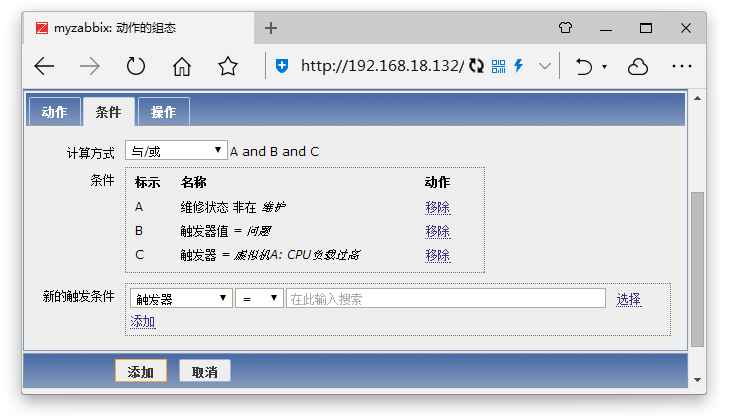 myzabbix: 动作的组态
http://192.168.18.132/
动作 条件 操作
计算方式 与/或 A and B and C
条件 标示 名称 动作
A 维修状态 非在 维护 移除
B 触发器值 = 问题 移除
C 触发器 = 虚拟机A: CPU负载过高 移除
新的触发条件 触发器 = 在此输入搜索 选择
添加
添加 取消